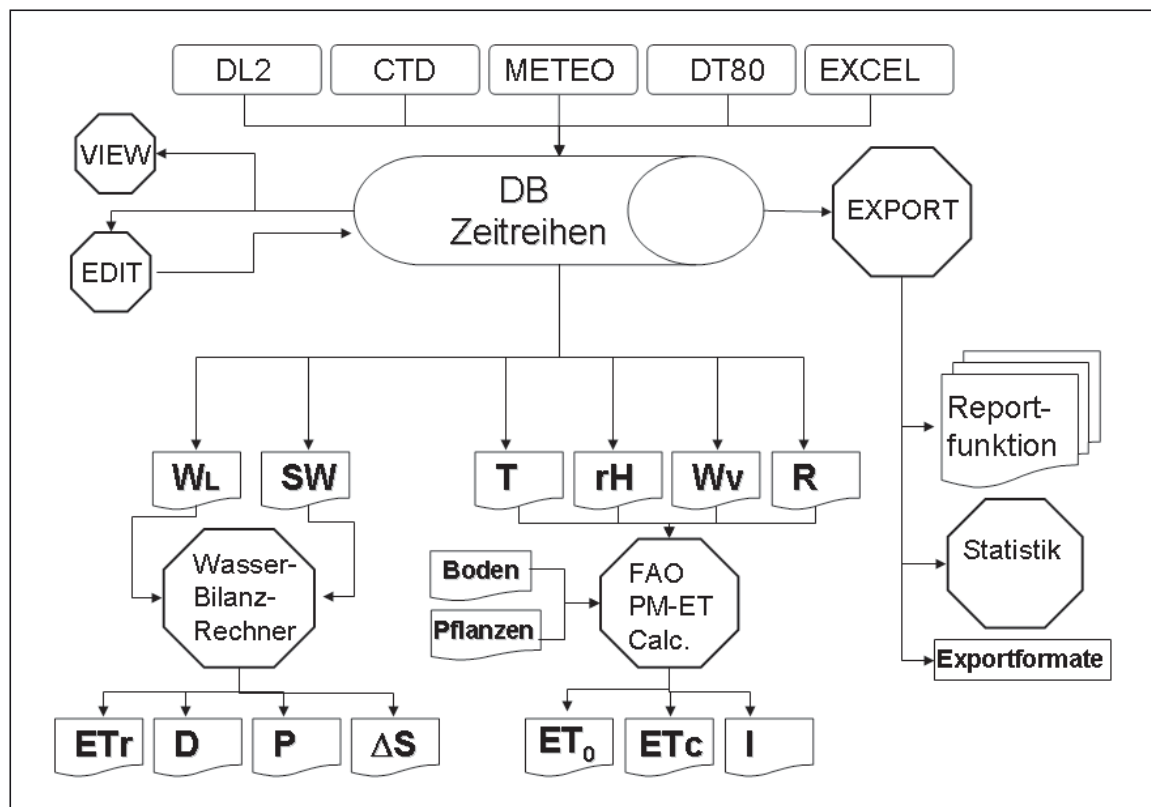 DL2
CTD
METEO
DT80
EXCEL
VIEW
DB
Zeitreihen
EXPORT
EDIT
Report-
funktion
WL
SW
T
rH
Wv
R
Wasser-
Bilanz-
Rechner
Boden
Pflanzen
FAO
PM-ET
Calc.
Statistik
Exportformate
ETr
D
P
ΔS
ET₀
ETc
I